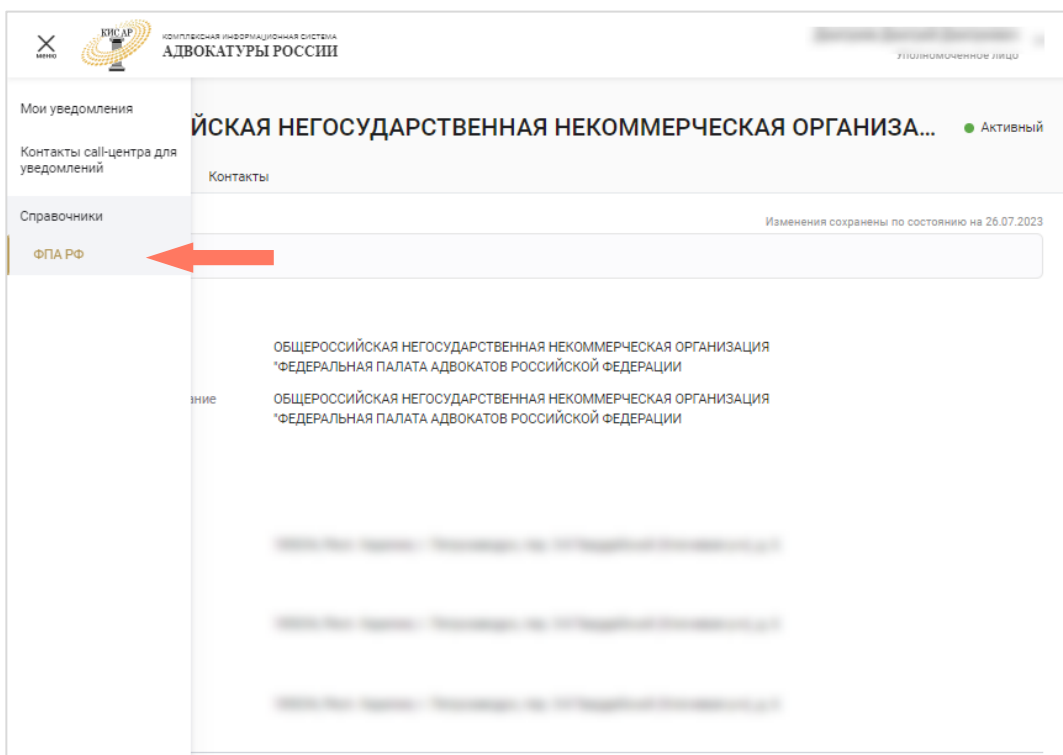 КИС АР
КОМПЛЕКСНАЯ ИНФОРМАЦИОННАЯ СИСТЕМА
АДВОКАТУРЫ РОССИИ
меню
Уполномоченное лицо
Мои уведомления
Контакты call-центра для
уведомлений
Справочники
ФПА РФ
ЙСКАЯ НЕГОСУДАРСТВЕННАЯ НЕКОММЕРЧЕСКАЯ ОРГАНИЗА...
Активный
Контакты
Изменения сохранены по состоянию на 26.07.2023
ОБЩЕРОССИЙСКАЯ НЕГОСУДАРСТВЕННАЯ НЕКОММЕРЧЕСКАЯ ОРГАНИЗАЦИЯ
"ФЕДЕРАЛЬНАЯ ПАЛАТА АДВОКАТОВ РОССИЙСКОЙ ФЕДЕРАЦИИ
ание
ОБЩЕРОССИЙСКАЯ НЕГОСУДАРСТВЕННАЯ НЕКОММЕРЧЕСКАЯ ОРГАНИЗАЦИЯ
"ФЕДЕРАЛЬНАЯ ПАЛАТА АДВОКАТОВ РОССИЙСКОЙ ФЕДЕРАЦИИ